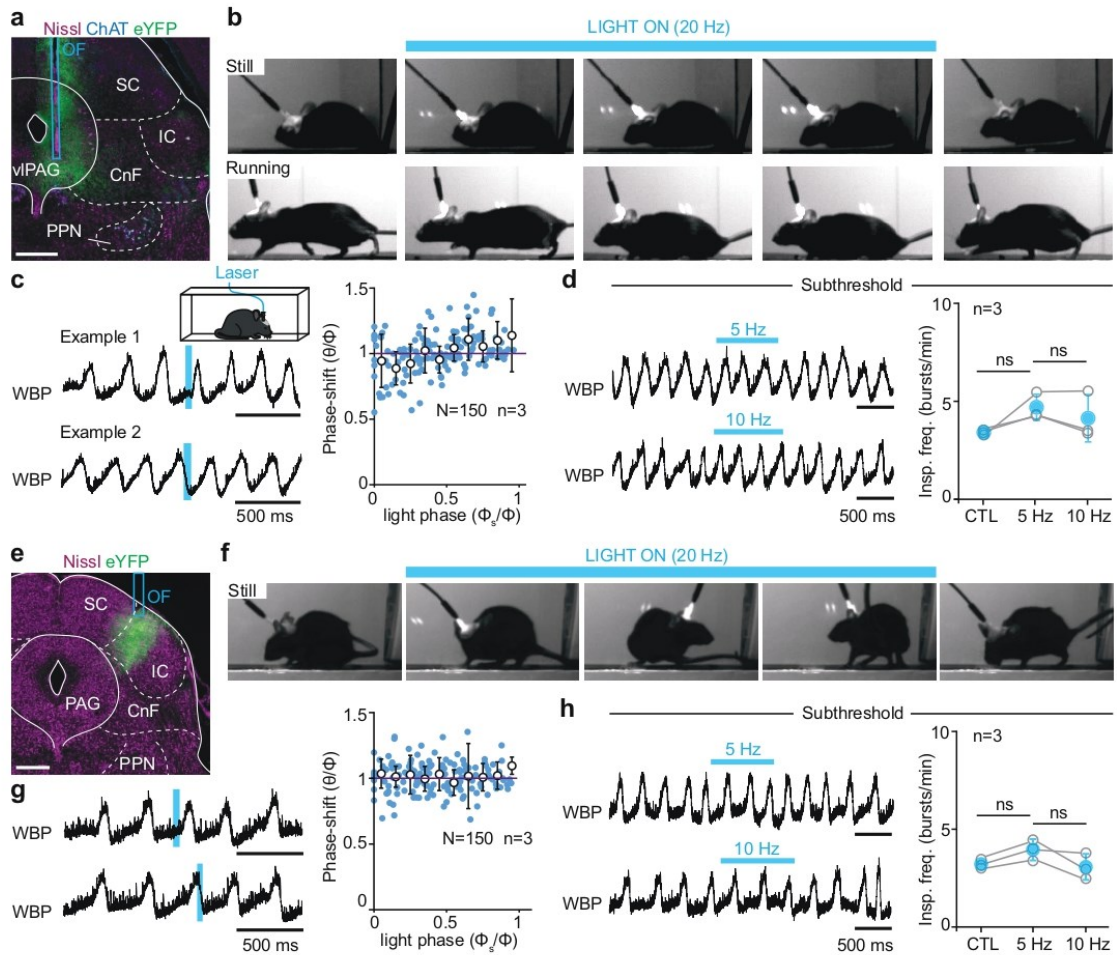 a
Nissl ChAT eYFP
OF
SC
IC
vlPAG
CnF
PPN
b
LIGHT ON (20 Hz)
Still
Running
c
Laser
Example 1
WBP
Example 2
WBP
500 ms
1.5
1
0.5
0
Phase-shift (θ/Φ)
N=150 n=3
0
0.5
1
light phase (Φs/Φ)
d
Subthreshold
5 Hz
WBP
10 Hz
WBP
500 ms
10
5
0
Insp. freq. (bursts/min)
n=3
ns
ns
CTL
5 Hz
10 Hz
e
Nissl eYFP
OF
SC
IC
PAG
CnF
PPN
f
LIGHT ON (20 Hz)
Still
g
WBP
WBP
500 ms
1.5
1
0.5
0
Phase-shift (θ/Φ)
N=150 n=3
0
0.5
1
light phase (Φs/Φ)
h
Subthreshold
5 Hz
WBP
10 Hz
WBP
500 ms
10
5
0
Insp. freq. (bursts/min)
n=3
ns
ns
CTL
5 Hz
10 Hz